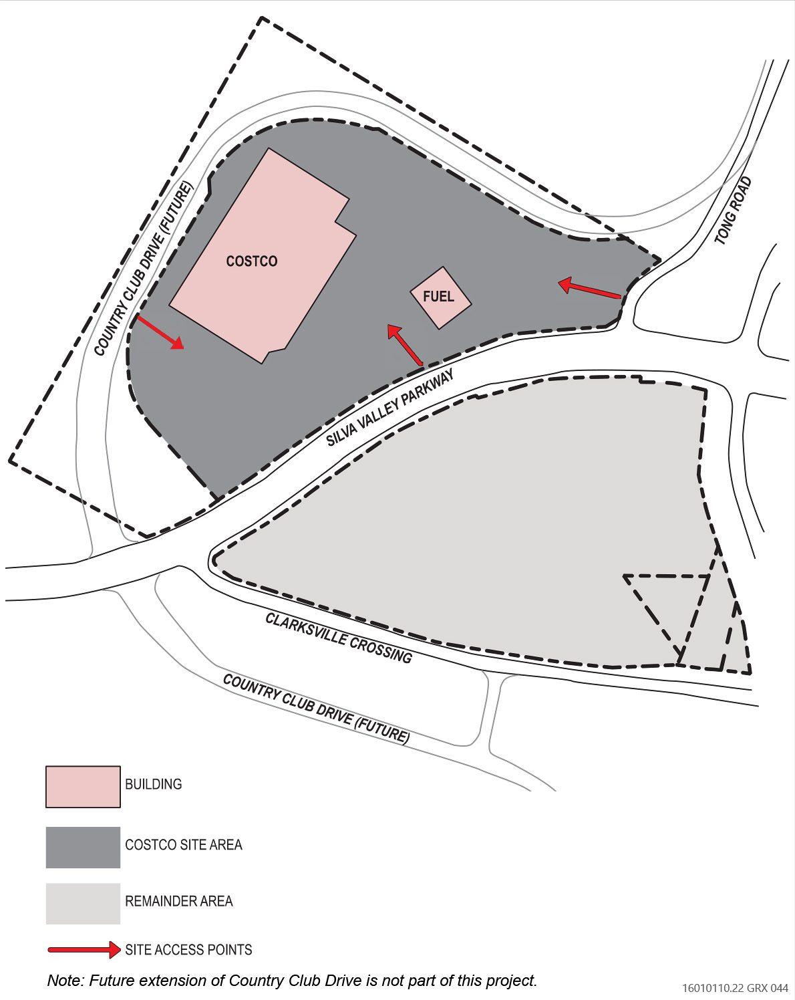 TONG ROAD
COUNTRY CLUB DRIVE (FUTURE)
COSTCO
FUEL
SILVA VALLEY PARKWAY
CLARKSVILLE CROSSING
COUNTRY CLUB DRIVE (FUTURE)
BUILDING
COSTCO SITE AREA
REMAINDER AREA
SITE ACCESS POINTS
Note: Future extension of Country Club Drive is not part of this project.
16010110.22 GRX 044